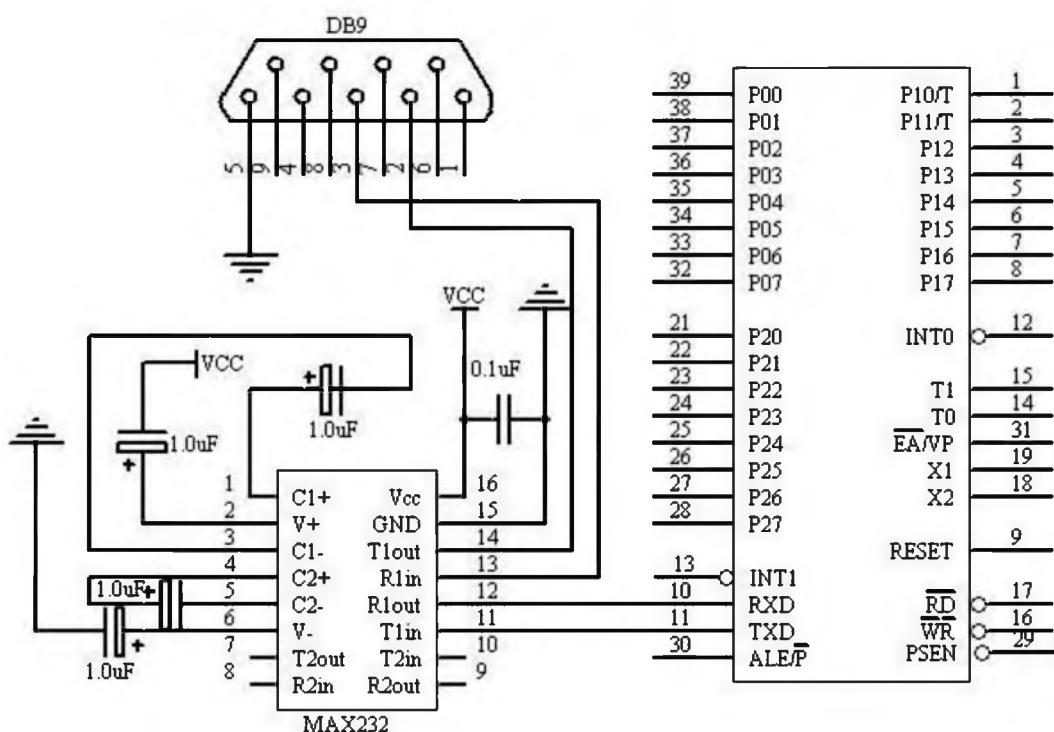 DB9
5 9 4 8 3 7 2 6 1
VCC
VCC
0.1uF
1.0uF
+
1.0uF
+
1.0uF
+
1.0uF
+
1 C1+ Vcc 16
2 V+ GND 15
3 C1- T1out 14
4 C2+ R1in 13
5 C2- R1out 12
6 V- T1in 11
7 T2out T2in 10
8 R2in R2out 9
MAX232
39 P00 P10/T 1
38 P01 P11/T 2
37 P02 P12 3
36 P03 P13 4
35 P04 P14 5
34 P05 P15 6
33 P06 P16 7
32 P07 P17 8
21 P20 INT0 12
22 P21
23 P22 T1 15
24 P23 T0 14
25 P24 E̅A̅/VP 31
26 P25 X1 19
27 P26 X2 18
28 P27
RESET 9
13 INT1
10 RXD R̅D̅ 17
11 TXD W̅R̅ 16
30 ALE/P̅ PSEN 29